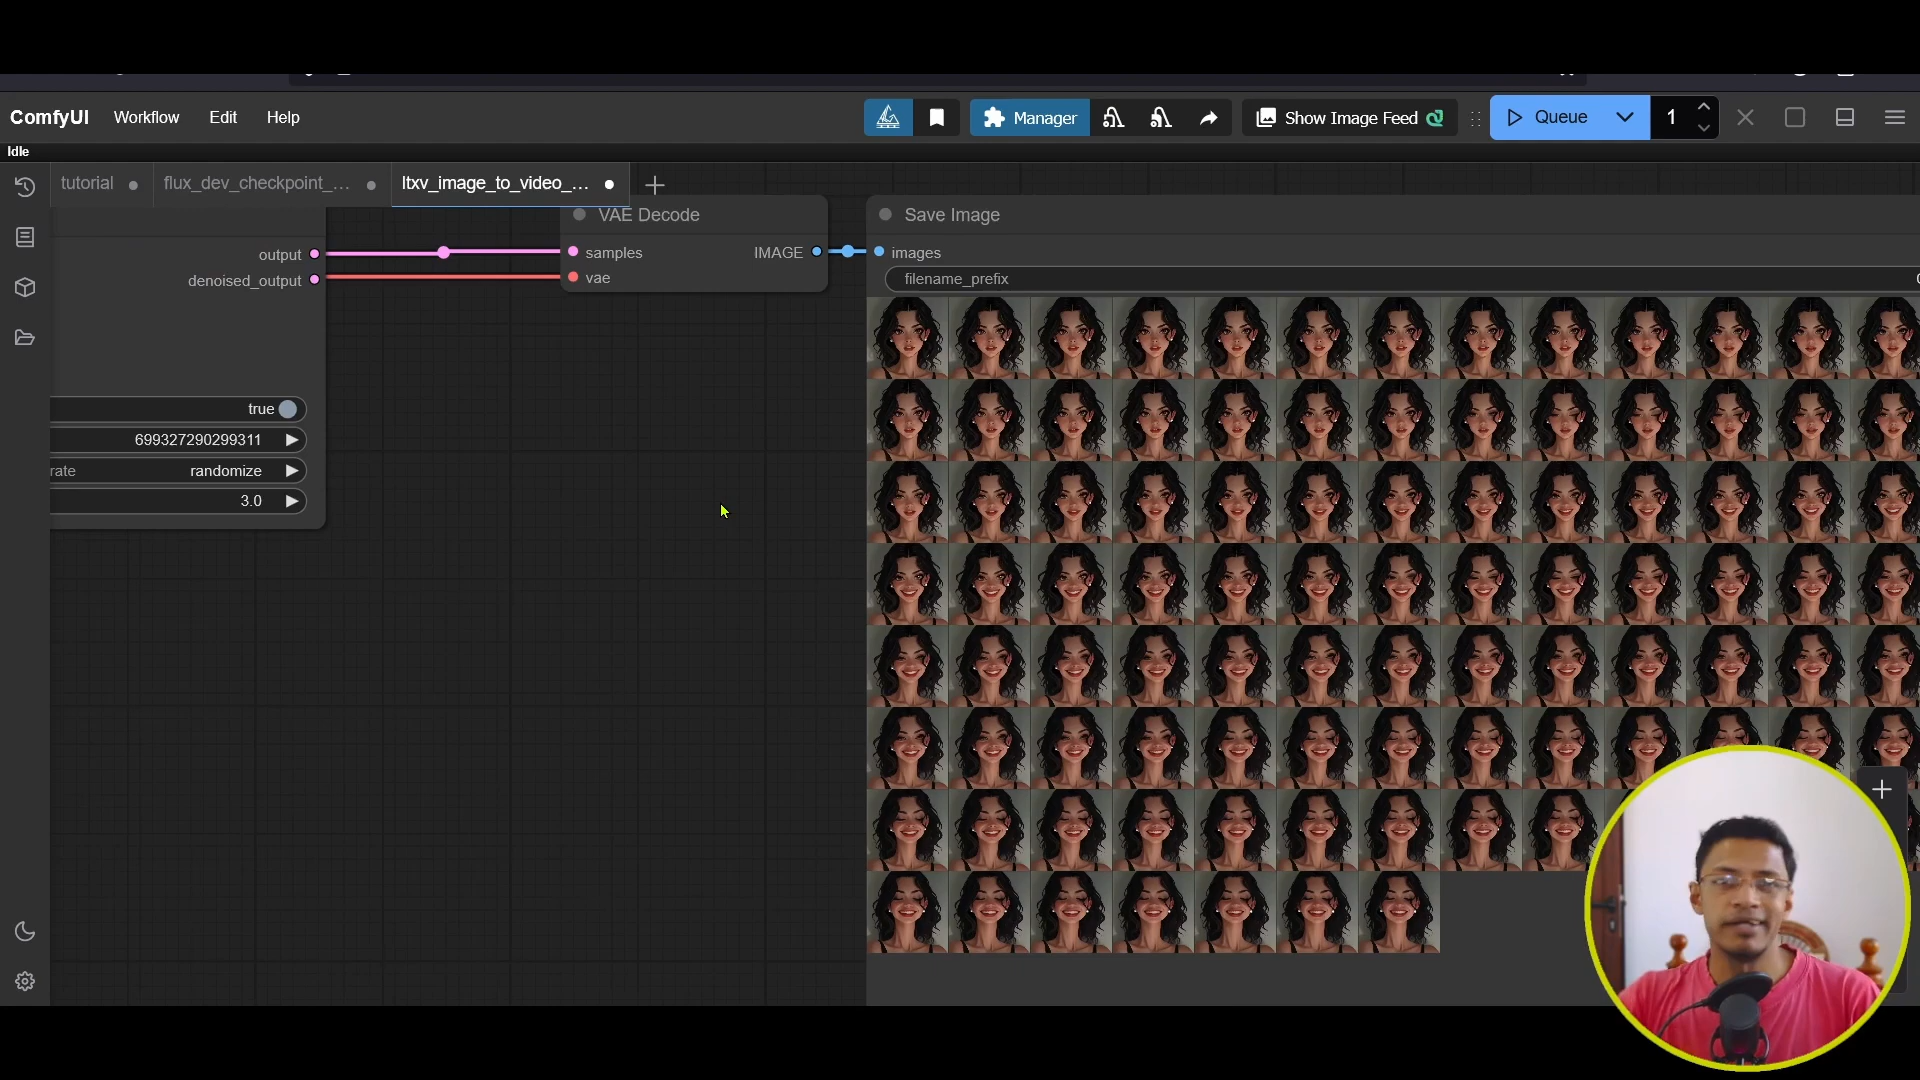 ComfyUI Workflow Edit Help Manager Show Image Feed Queue 1
Idle
tutorial flux_dev_checkpoint_... ltxv_image_to_video_...
VAE Decode Save Image
output samples IMAGE images
denoised_output vae filename_prefix
true
699327290299311
rate randomize
3.0